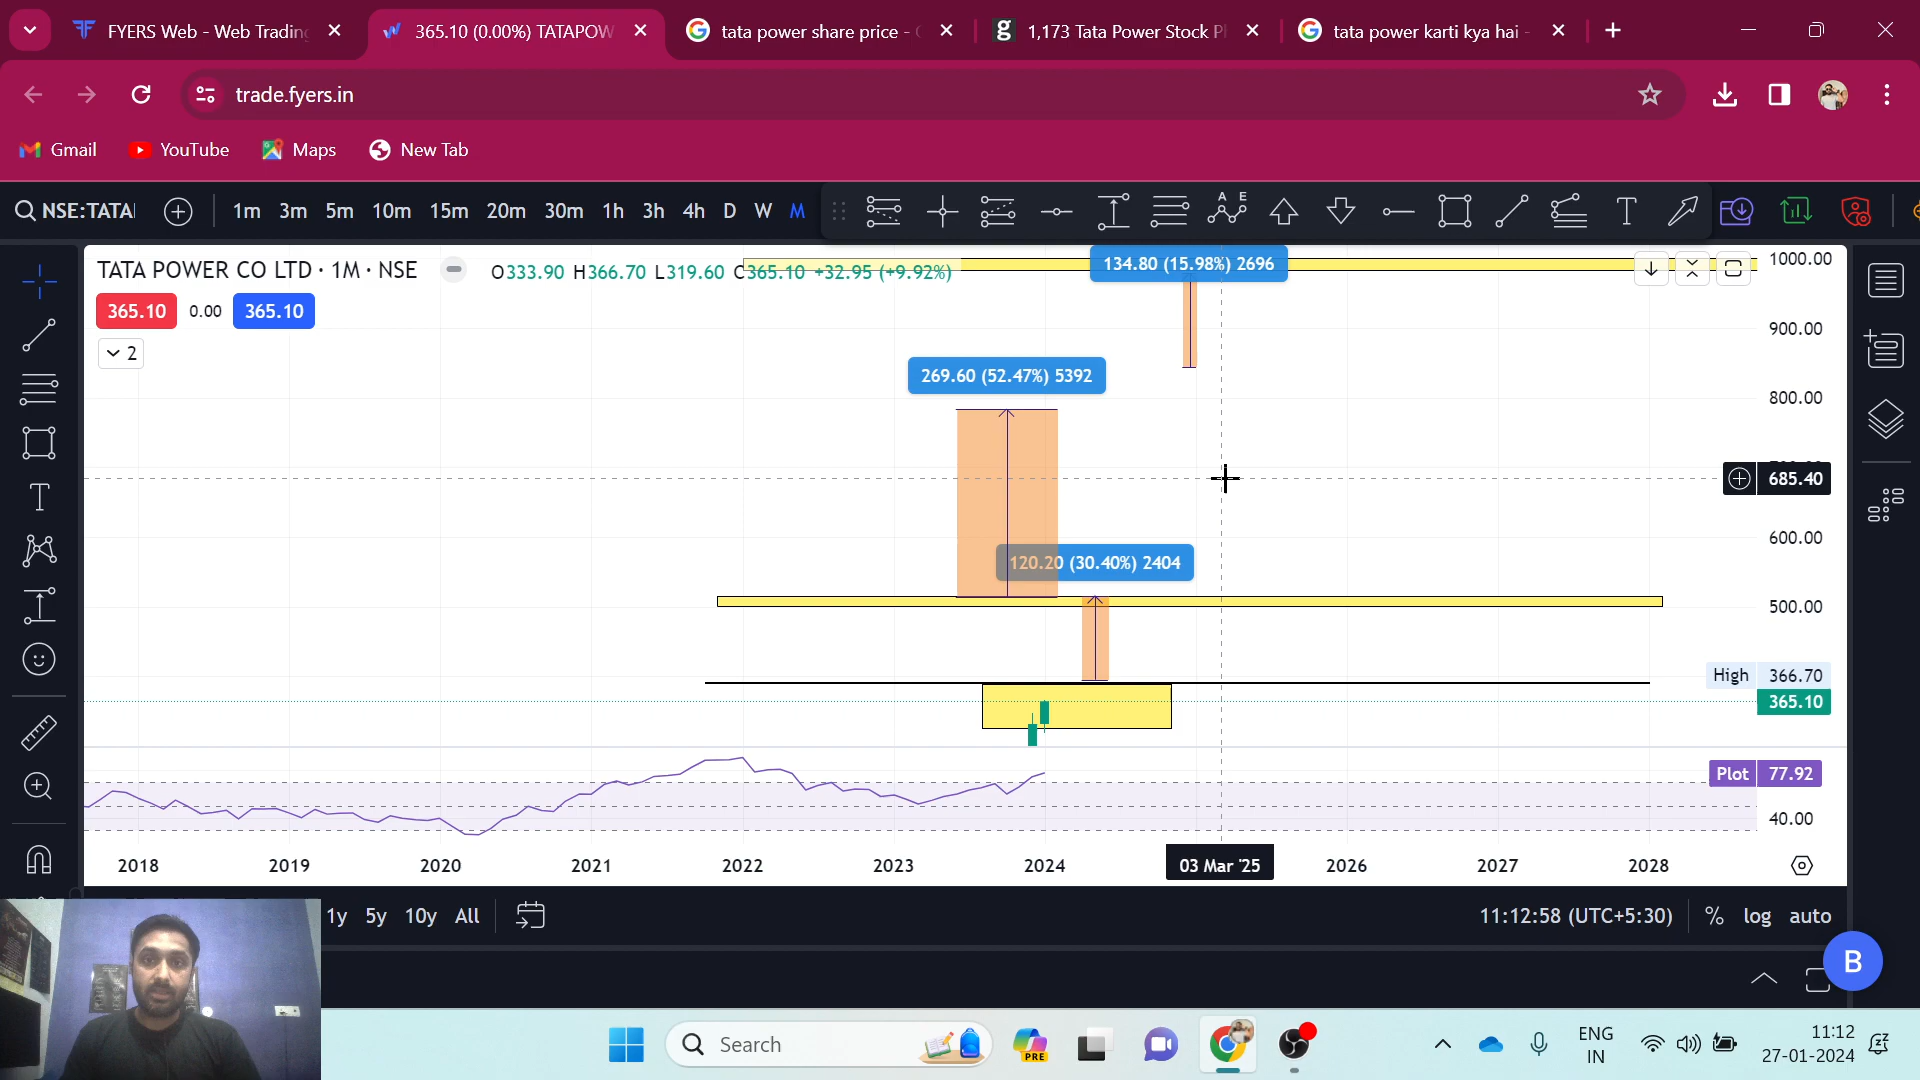 FYERS Web - Web Trading
365.10 (0.00%) TATAPOW
tata power share price -
1,173 Tata Power Stock P
tata power karti kya hai -
trade.fyers.in
Gmail
YouTube
Maps
New Tab
NSE:TATA
1m 3m 5m 10m 15m 20m 30m 1h 3h 4h D W M
TATA POWER CO LTD · 1M · NSE
O333.90 H366.70 L319.60 C365.10 +32.95 (+9.92%)
134.80 (15.98%) 2696
1000.00
365.10 0.00 365.10
900.00
2
269.60 (52.47%) 5392
800.00
685.40
600.00
120.20 (30.40%) 2404
500.00
High 366.70
365.10
Plot 77.92
40.00
2018 2019 2020 2021 2022 2023 2024 03 Mar '25 2026 2027 2028
1y 5y 10y All
11:12:58 (UTC+5:30) % log auto
B
Search
PRE
ENG
IN
11:12
27-01-2024